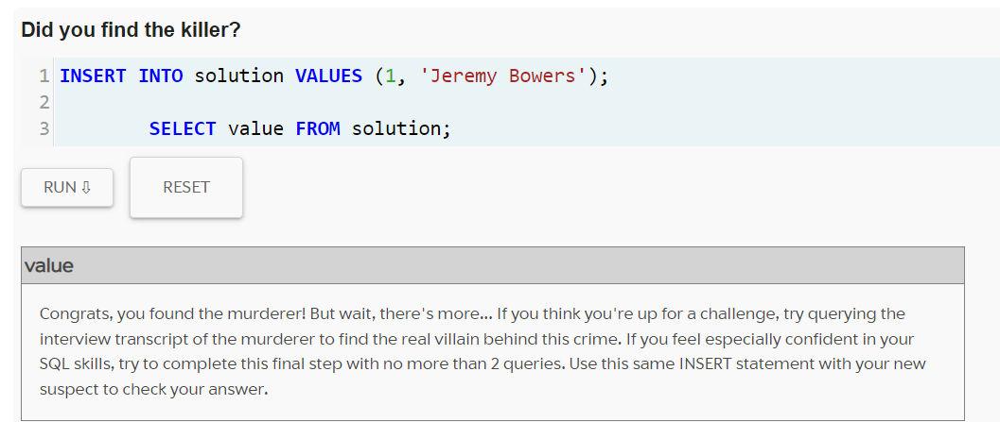 Did you find the killer?
1 INSERT INTO solution VALUES (1, 'Jeremy Bowers');
2
3 SELECT value FROM solution;
RUN ⇩ RESET
value
Congrats, you found the murderer! But wait, there's more... If you think you're up for a challenge, try querying the
interview transcript of the murderer to find the real villain behind this crime. If you feel especially confident in your
SQL skills, try to complete this final step with no more than 2 queries. Use this same INSERT statement with your new
suspect to check your answer.